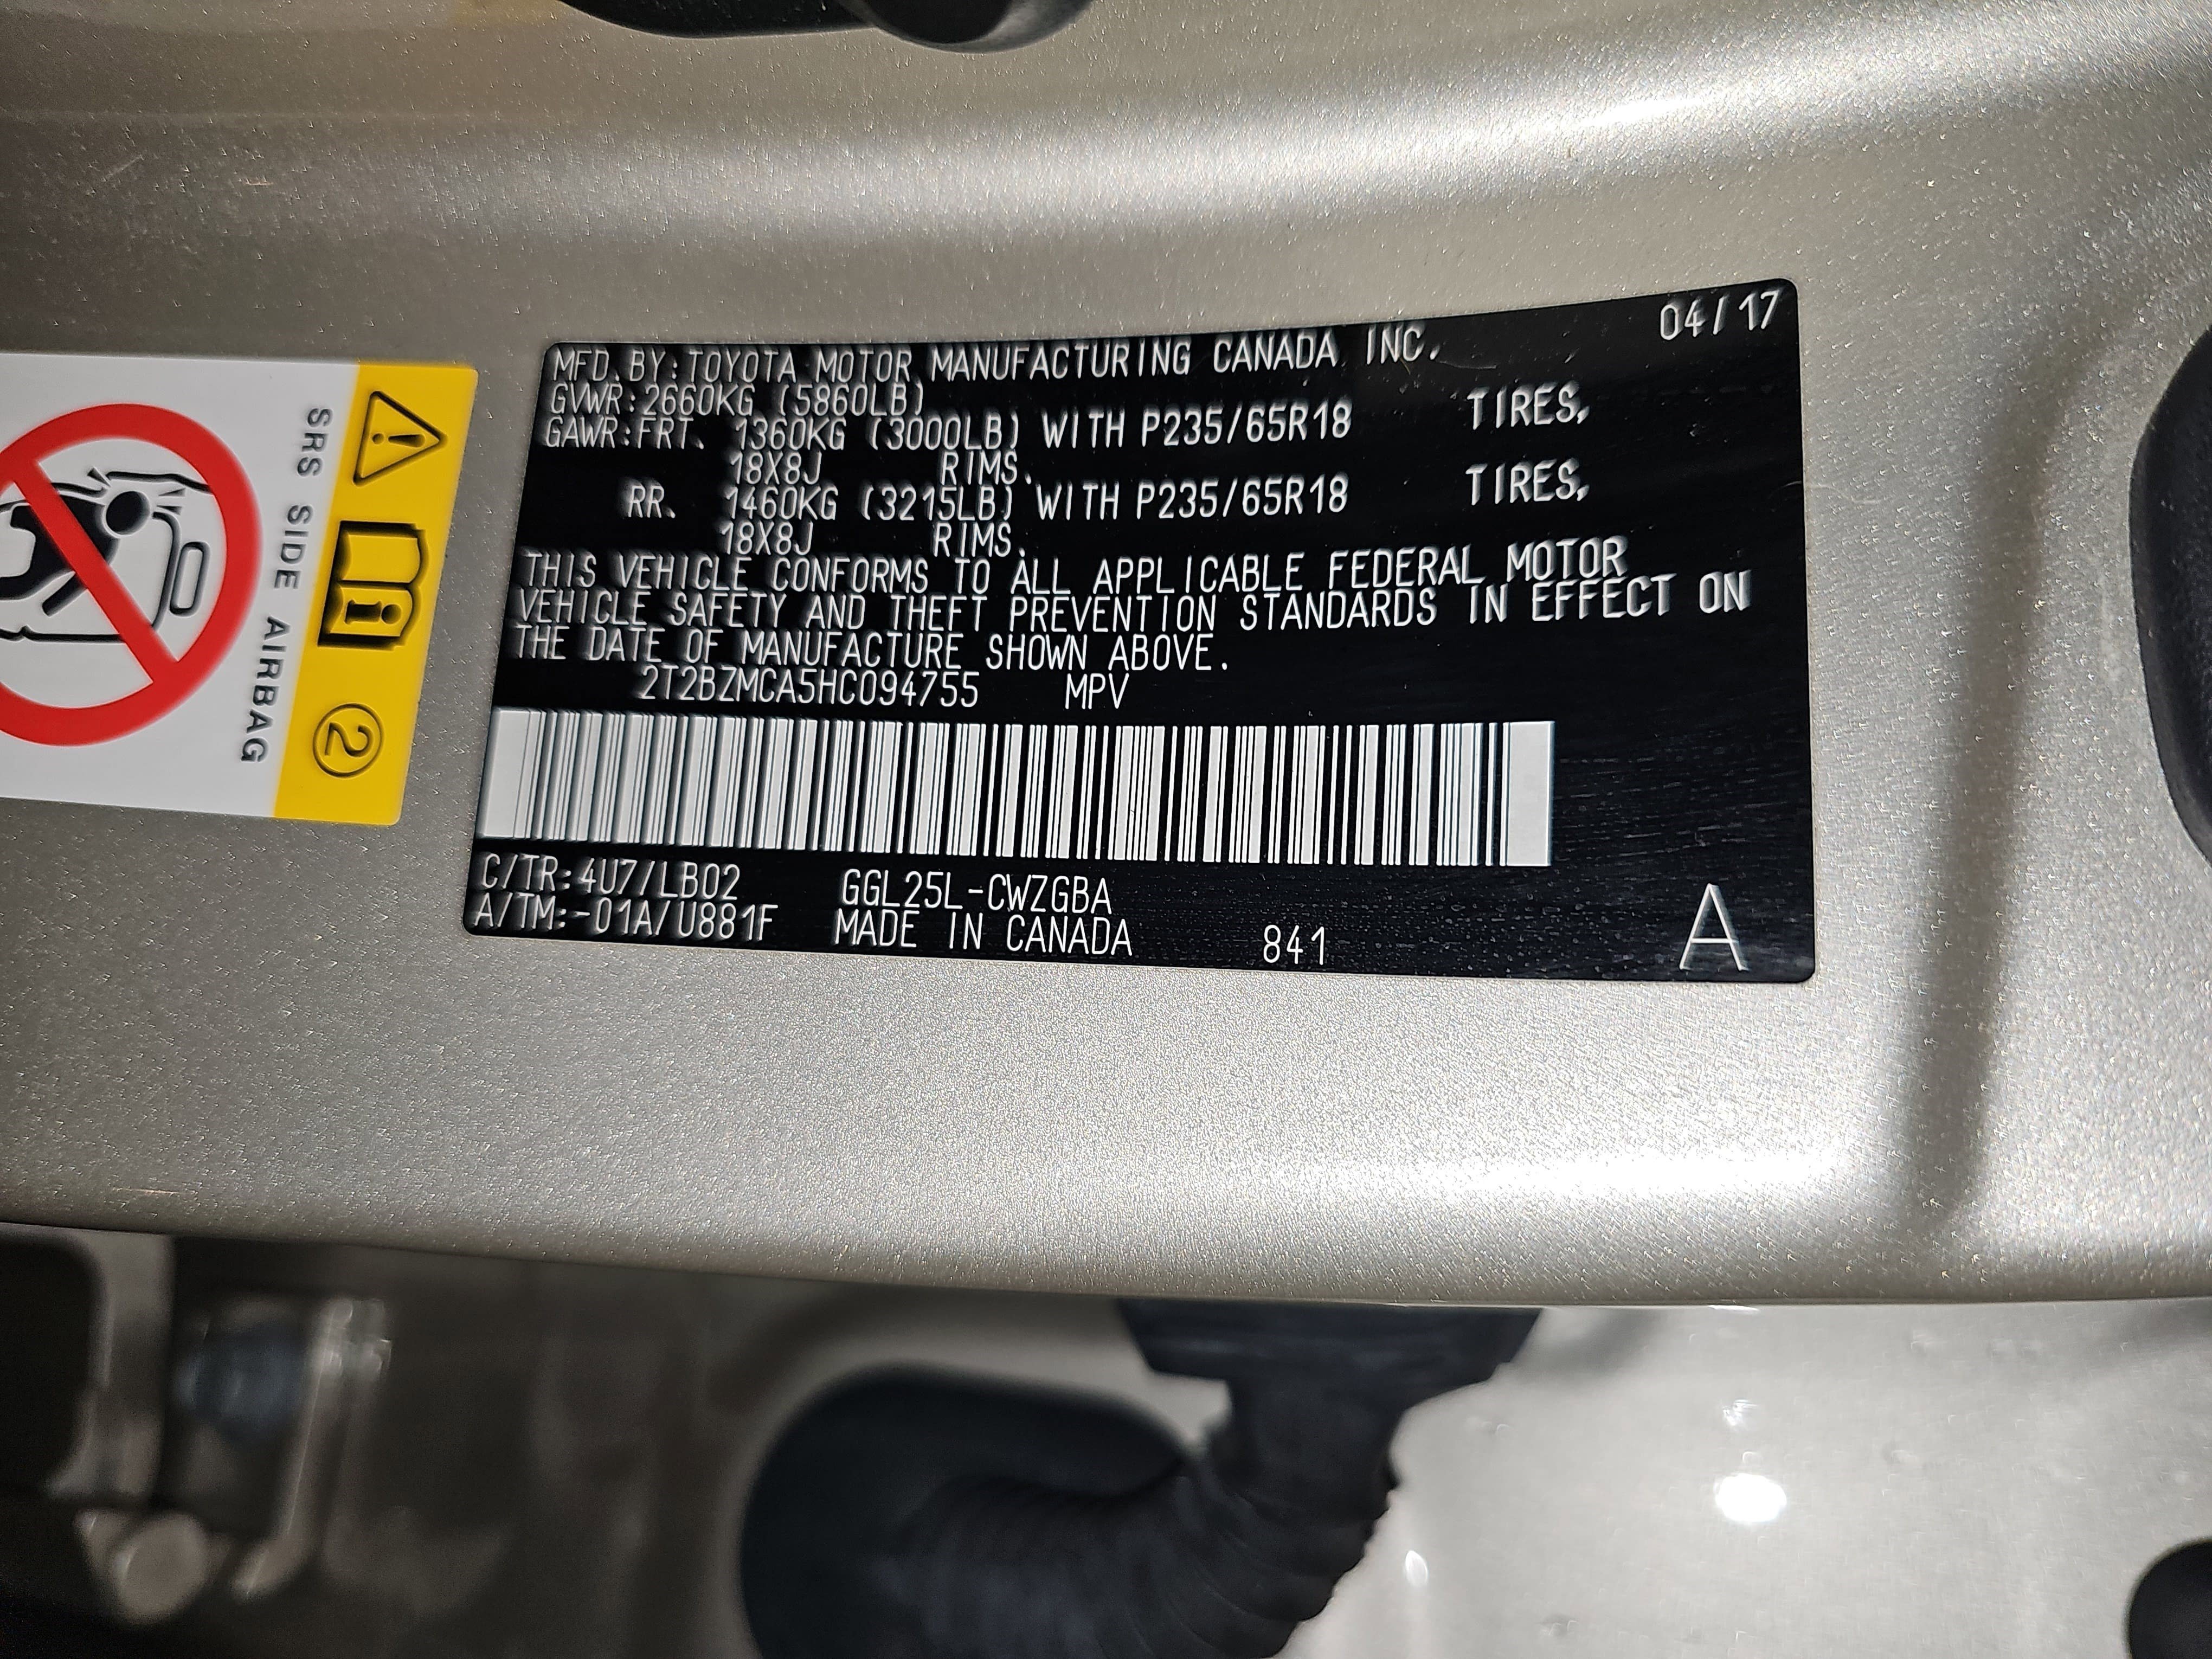 04/17
MFD. BY: TOYOTA MOTOR MANUFACTURING CANADA INC.
GVWR: 2660KG (5860LB)
GAWR: FRT. 1360KG (3000LB) WITH P235/65R18 TIRES,
18X8J RIMS.
RR. 1460KG (3215LB) WITH P235/65R18 TIRES,
18X8J RIMS.
THIS VEHICLE CONFORMS TO ALL APPLICABLE FEDERAL MOTOR
VEHICLE SAFETY AND THEFT PREVENTION STANDARDS IN EFFECT ON
THE DATE OF MANUFACTURE SHOWN ABOVE.
2T2BZMCA5HC094755 MPV
C/TR: 4U7/LB02 GGL25L-CWZGBA
A/TM: -01A/U881F MADE IN CANADA 841 A
SRS SIDE AIRBAG
2